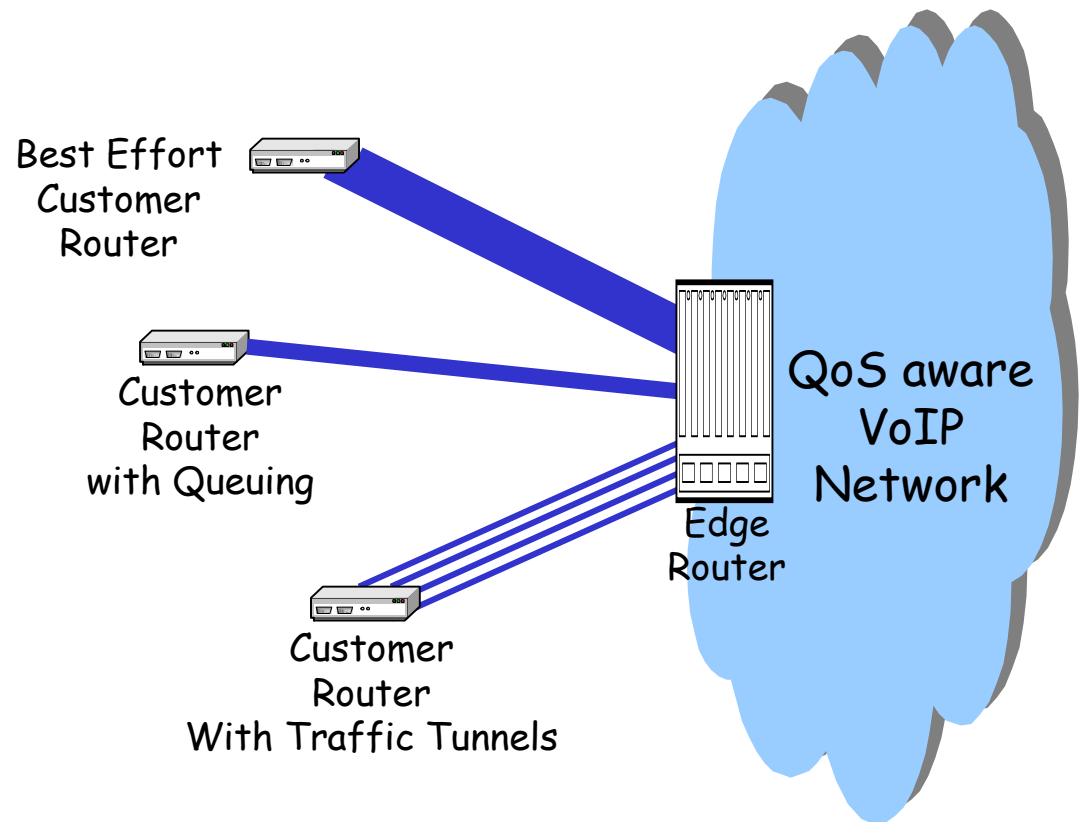 Best Effort
Customer
Router
Customer
Router
with Queuing
Customer
Router
With Traffic Tunnels
Edge
Router
QoS aware
VoIP
Network